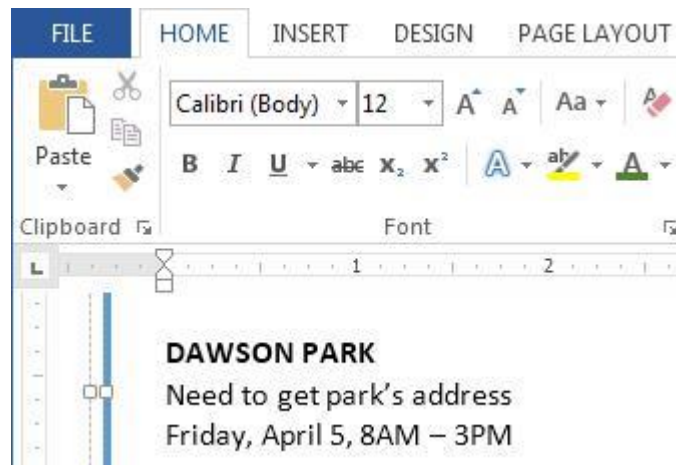 FILE HOME INSERT DESIGN PAGE LAYOUT
Calibri (Body) 12 A A Aa A
Paste B I U abc X₂ X² A ab A
Clipboard Font
L 1 2
DAWSON PARK
Need to get park’s address
Friday, April 5, 8AM – 3PM